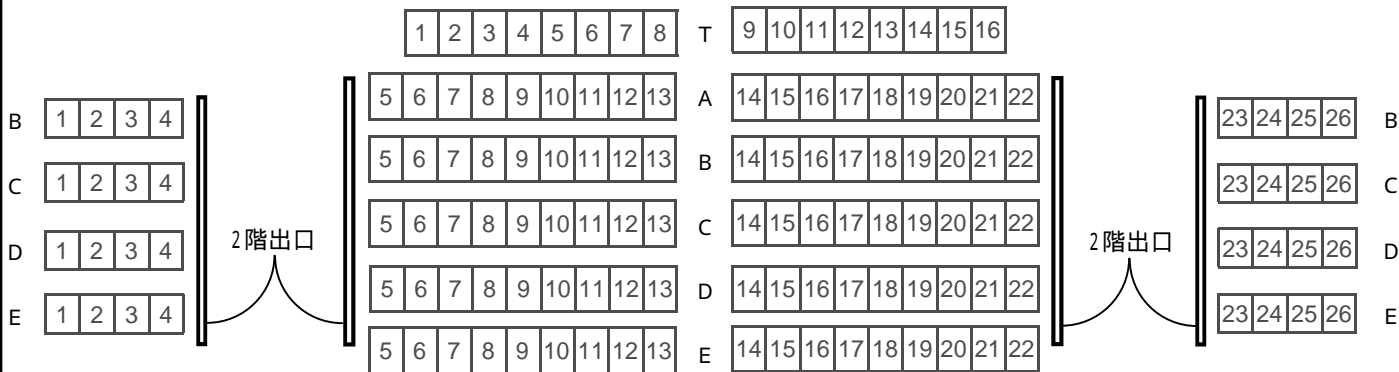 1 2 3 4 5 6 7 8 T 9 10 11 12 13 14 15 16
5 6 7 8 9 10 11 12 13 A 14 15 16 17 18 19 20 21 22
B 1 2 3 4 5 6 7 8 9 10 11 12 13 B 14 15 16 17 18 19 20 21 22 23 24 25 26 B
C 1 2 3 4 5 6 7 8 9 10 11 12 13 C 14 15 16 17 18 19 20 21 22 23 24 25 26 C
2階出口 2階出口
D 1 2 3 4 5 6 7 8 9 10 11 12 13 D 14 15 16 17 18 19 20 21 22 23 24 25 26 D
E 1 2 3 4 5 6 7 8 9 10 11 12 13 E 14 15 16 17 18 19 20 21 22 23 24 25 26 E